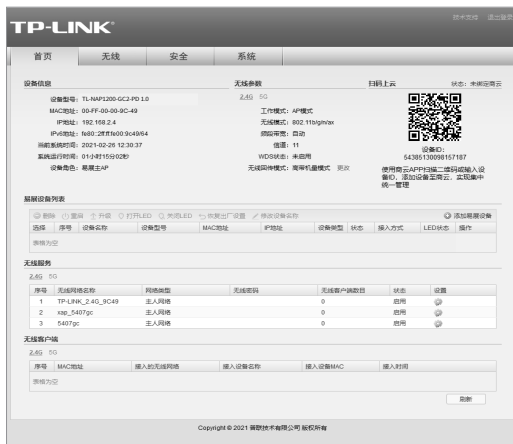 技术支持 退出登录
TP-LINK®
首页 无线 安全 系统
设备信息 无线参数 扫码上云 状态：未绑定商云
设备型号：TL-NAP1200-GC2-PD 1.0 2.4G 5G
MAC地址：00-FF-00-00-9C-49 工作模式：AP模式
IP地址：192.168.2.4 无线模式：802.11b/g/n/ax
IPv6地址：fe80::2ff:ff:fe00:9c49/64 频段带宽：自动
当前系统时间：2021-02-26 12:30:37 信道：11
系统运行时间：01小时15分02秒 WDS状态：未启用
设备角色：易展主AP 无线回传模式：高带机量模式 更改
设备ID：
54385130098157187
使用商云APP扫描二维码或输入设
备ID，添加设备至商云，实现集中
统一管理
易展设备列表
删除 重启 升级 打开LED 关闭LED 恢复出厂设置 修改设备名称 添加易展设备
选择 序号 设备名称 设备型号 MAC地址 IP地址 设备类型 状态 接入方式 LED状态 操作
表格为空
无线服务
2.4G 5G
序号 无线网络名称 网络类型 无线密码 无线客户端数目 状态 设置
1 TP-LINK_2.4G_9C49 主人网络 0 启用
2 xap_5407gc 主人网络 0 启用
3 5407gc 主人网络 0 启用
无线客户端
2.4G 5G
序号 MAC地址 接入的无线网络 接入设备名称 接入设备MAC 接入时间
表格为空
刷新
Copyright © 2021 普联技术有限公司 版权所有